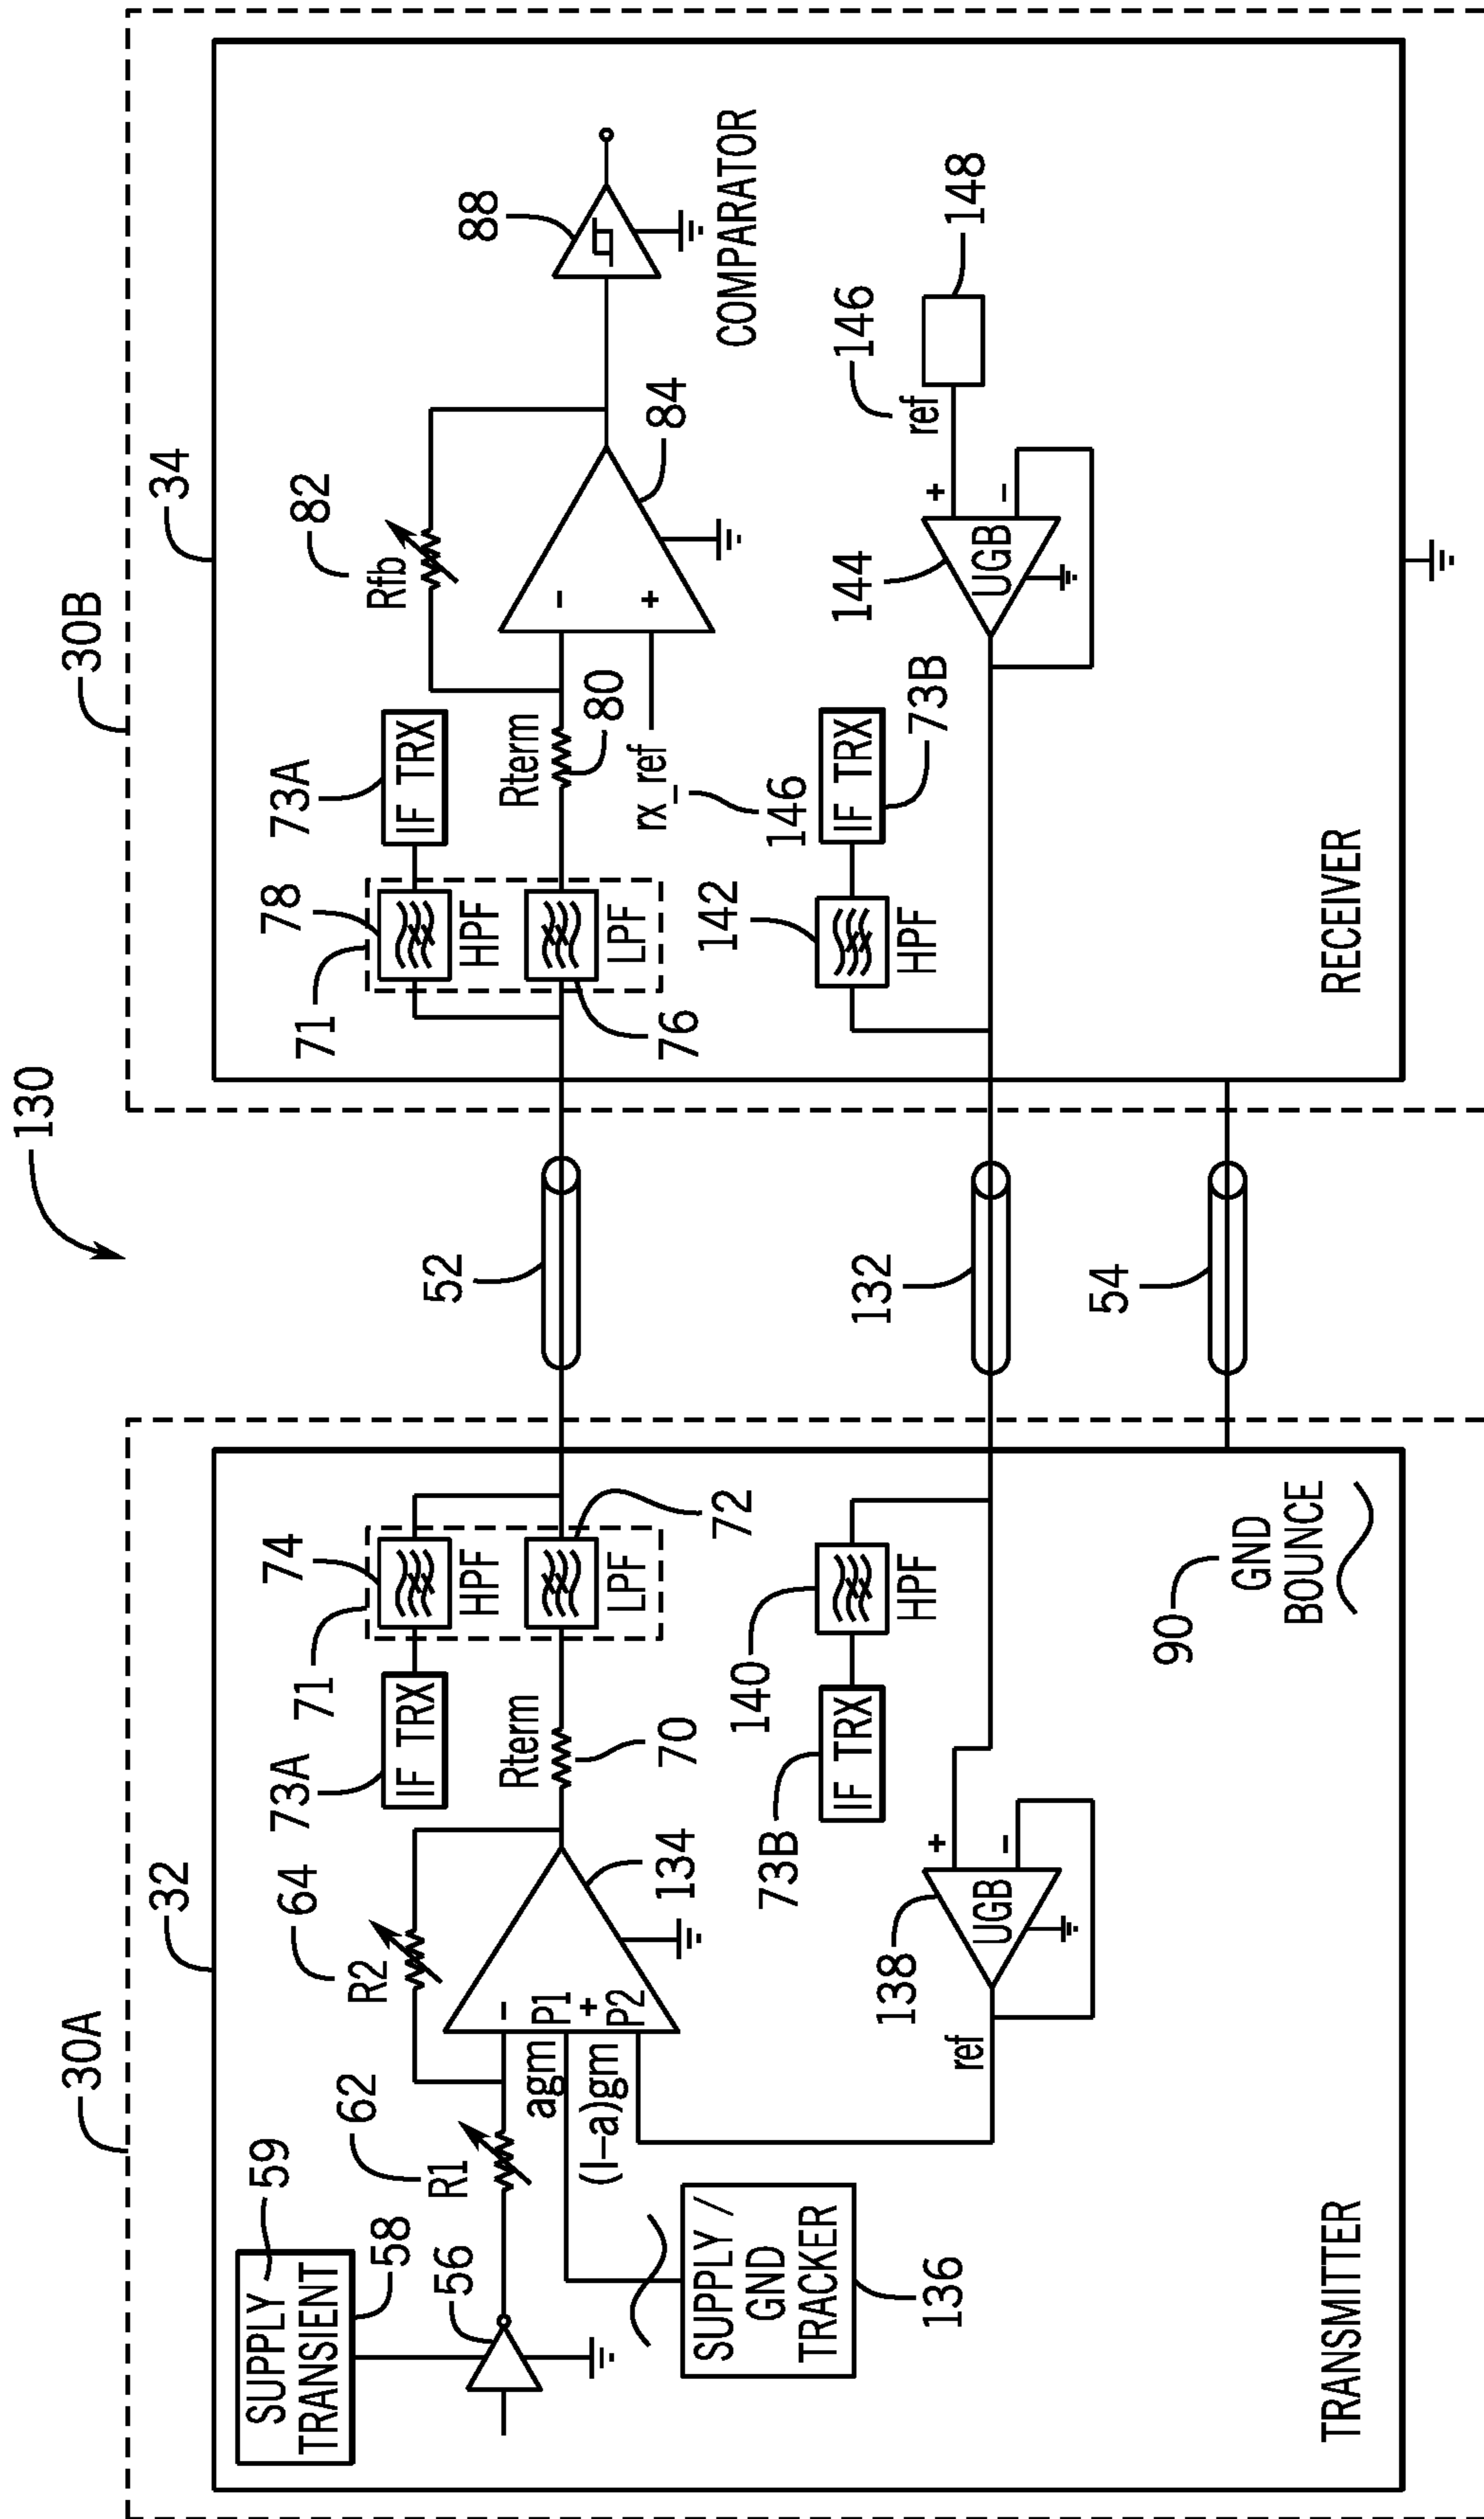 130
30A
32
SUPPLY
TRANSIENT
59
58
56
62
R1
64
R2
agm
(I–a)gm
–
P1
+
P2
134
SUPPLY /
GND
TRACKER
136
73A
IF TRX
71
74
HPF
LPF
72
Rterm
70
73B
IF TRX
140
HPF
138
UGB
+
–
ref
90
GND
BOUNCE
TRANSMITTER
52
132
54
30B
34
71
78
HPF
LPF
76
73A
IF TRX
Rterm
80
rx_ref
146
82
Rfb
–
+
84
88
COMPARATOR
142
HPF
IF TRX
73B
144
UGB
+
–
ref
146
148
RECEIVER